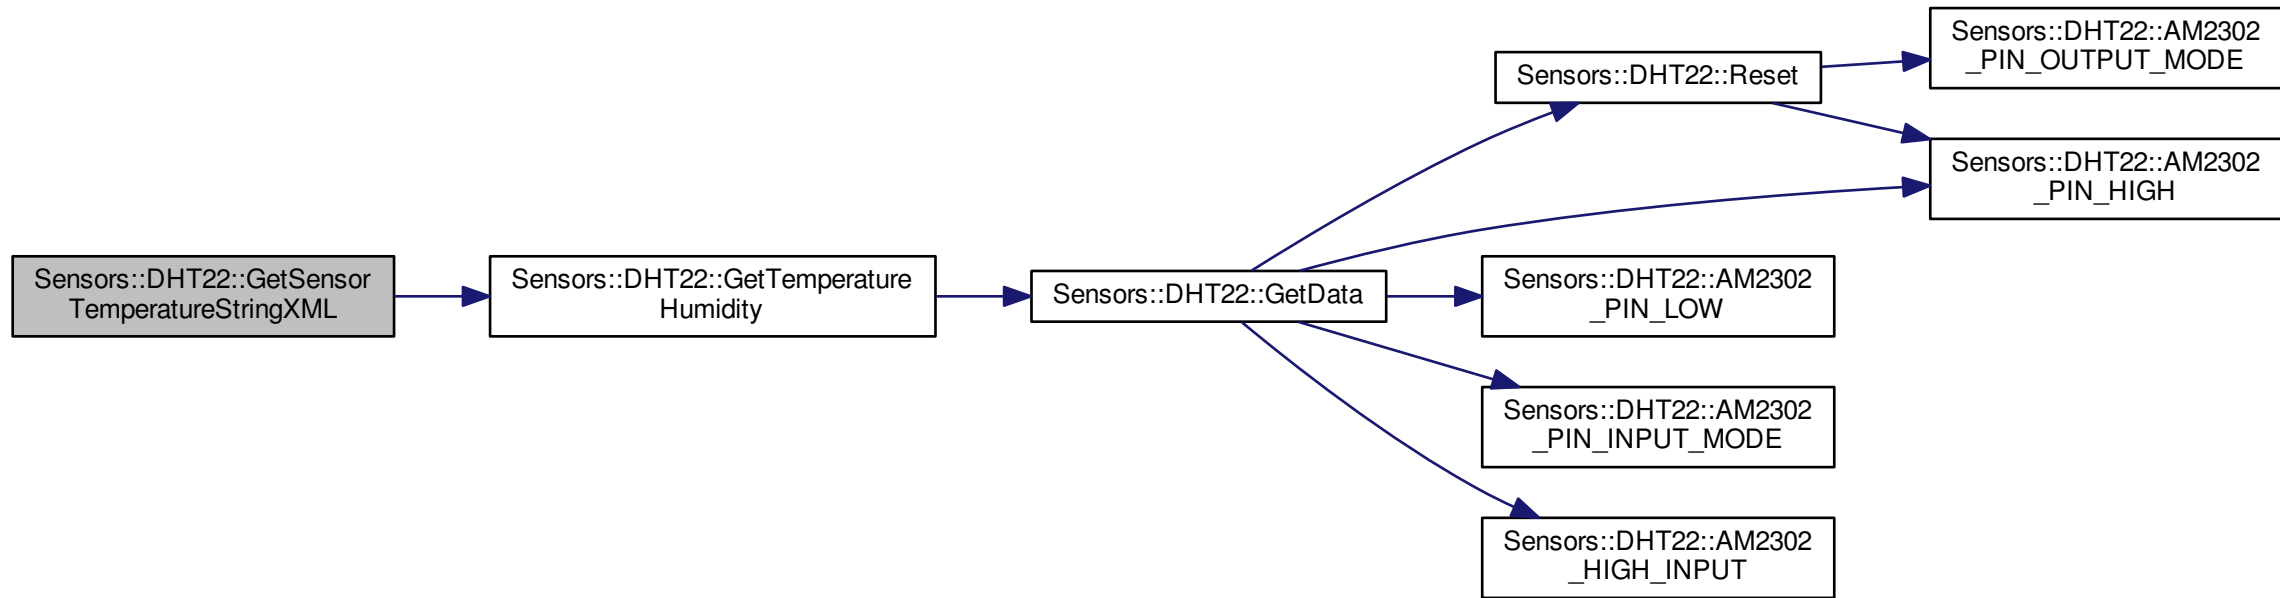 Sensors::DHT22::GetSensor
TemperatureStringXML
Sensors::DHT22::GetTemperature
Humidity
Sensors::DHT22::GetData
Sensors::DHT22::Reset
Sensors::DHT22::AM2302
_PIN_OUTPUT_MODE
Sensors::DHT22::AM2302
_PIN_HIGH
Sensors::DHT22::AM2302
_PIN_LOW
Sensors::DHT22::AM2302
_PIN_INPUT_MODE
Sensors::DHT22::AM2302
_HIGH_INPUT